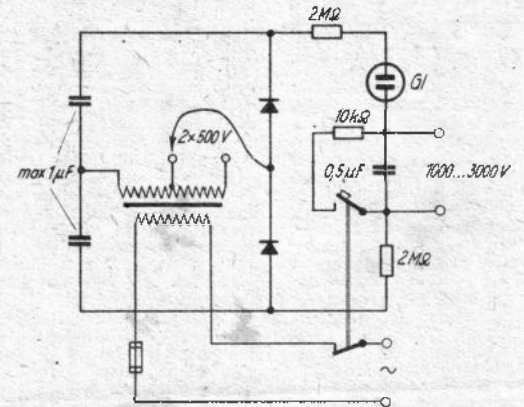 2MΩ
Gl
2×500V
10kΩ
0,5µF
1000...3000V
max 1µF
2MΩ
~